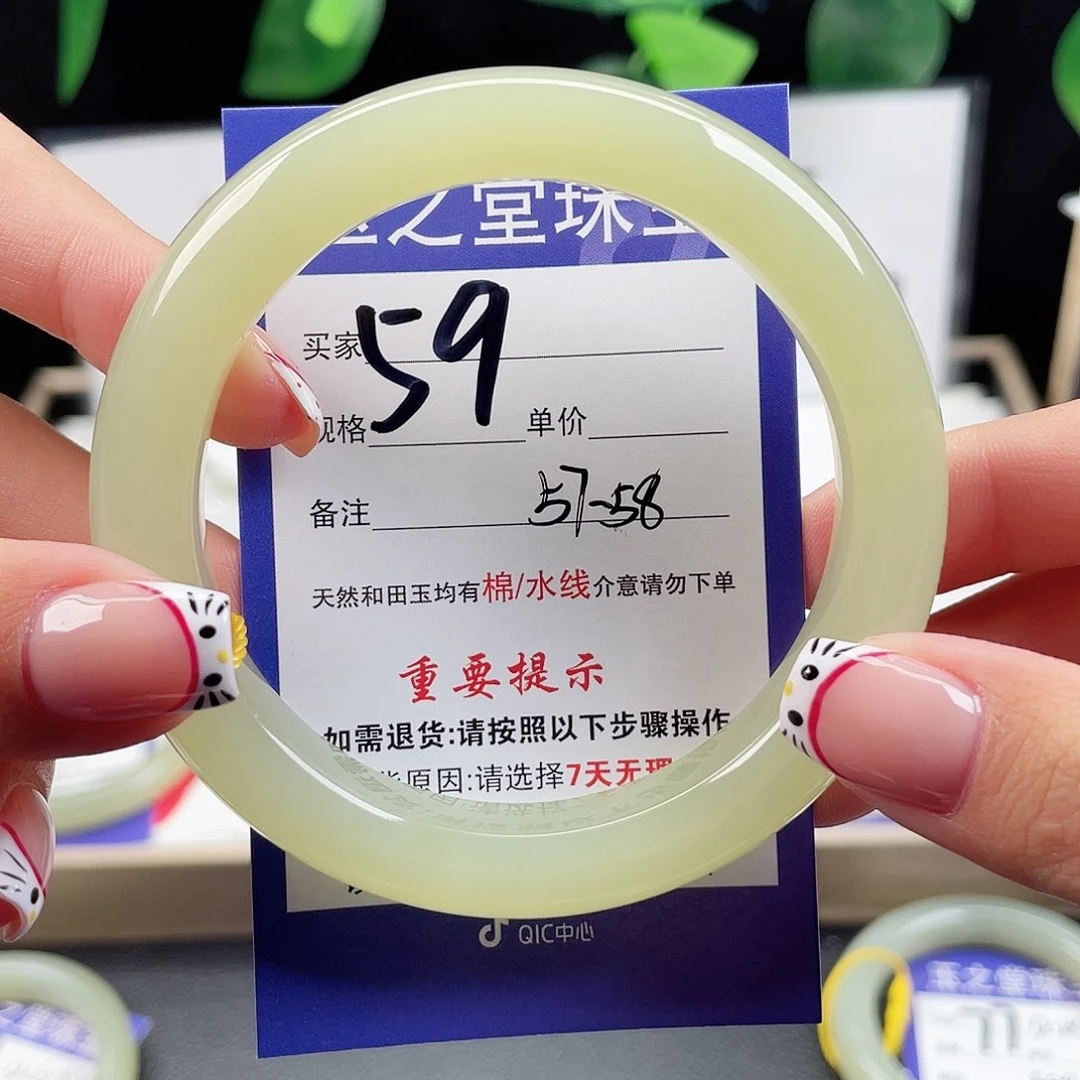 之堂珠
买家 59
规格 单价
备注 57-58
天然和田玉均有棉/水线介意请勿下单
重要提示
如需退货:请按照以下步骤操作
原因:请选择7天无理
QIC中心
玉之堂珠
77